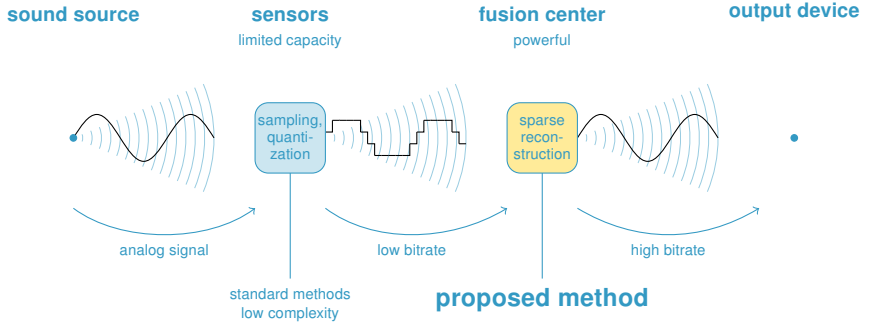 sound source
sensors
limited capacity
fusion center
powerful
output device
sampling,
quanti-
zation
sparse
recon-
struction
analog signal
low bitrate
high bitrate
standard methods
low complexity
proposed method